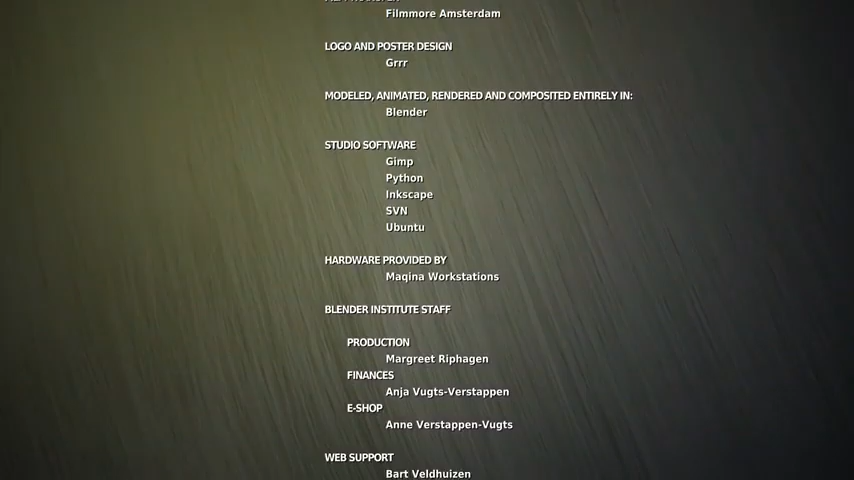 Filmmore Amsterdam
LOGO AND POSTER DESIGN
Grrr
MODELED, ANIMATED, RENDERED AND COMPOSITED ENTIRELY IN:
Blender
STUDIO SOFTWARE
Gimp
Python
Inkscape
SVN
Ubuntu
HARDWARE PROVIDED BY
Maqina Workstations
BLENDER INSTITUTE STAFF
PRODUCTION
Margreet Riphagen
FINANCES
Anja Vugts-Verstappen
E-SHOP
Anne Verstappen-Vugts
WEB SUPPORT
Bart Veldhuizen